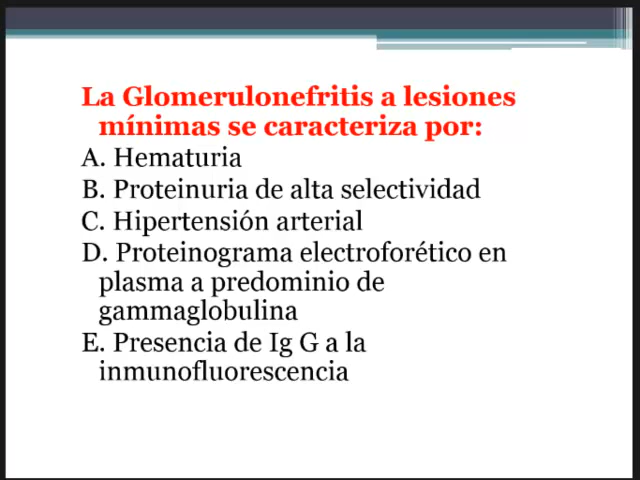 La Glomerulonefritis a lesiones
mínimas se caracteriza por:
A. Hematuria
B. Proteinuria de alta selectividad
C. Hipertensión arterial
D. Proteinograma electroforético en
plasma a predominio de
gammaglobulina
E. Presencia de Ig G a la
inmunofluorescencia